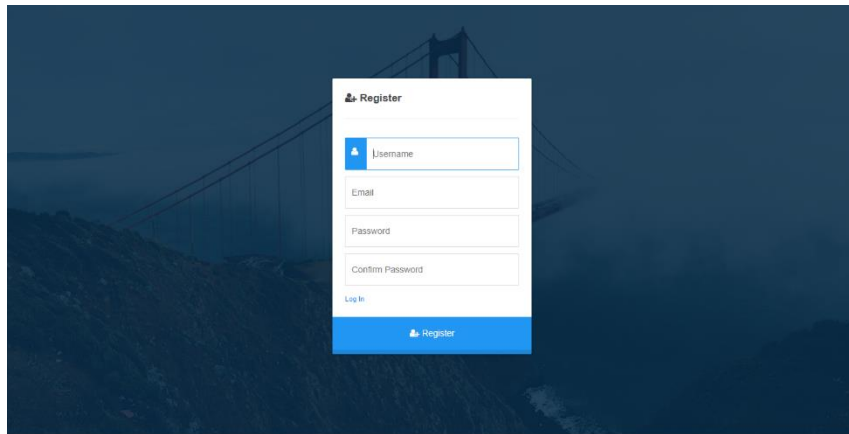 Register
Username
Email
Password
Confirm Password
Log In
Register